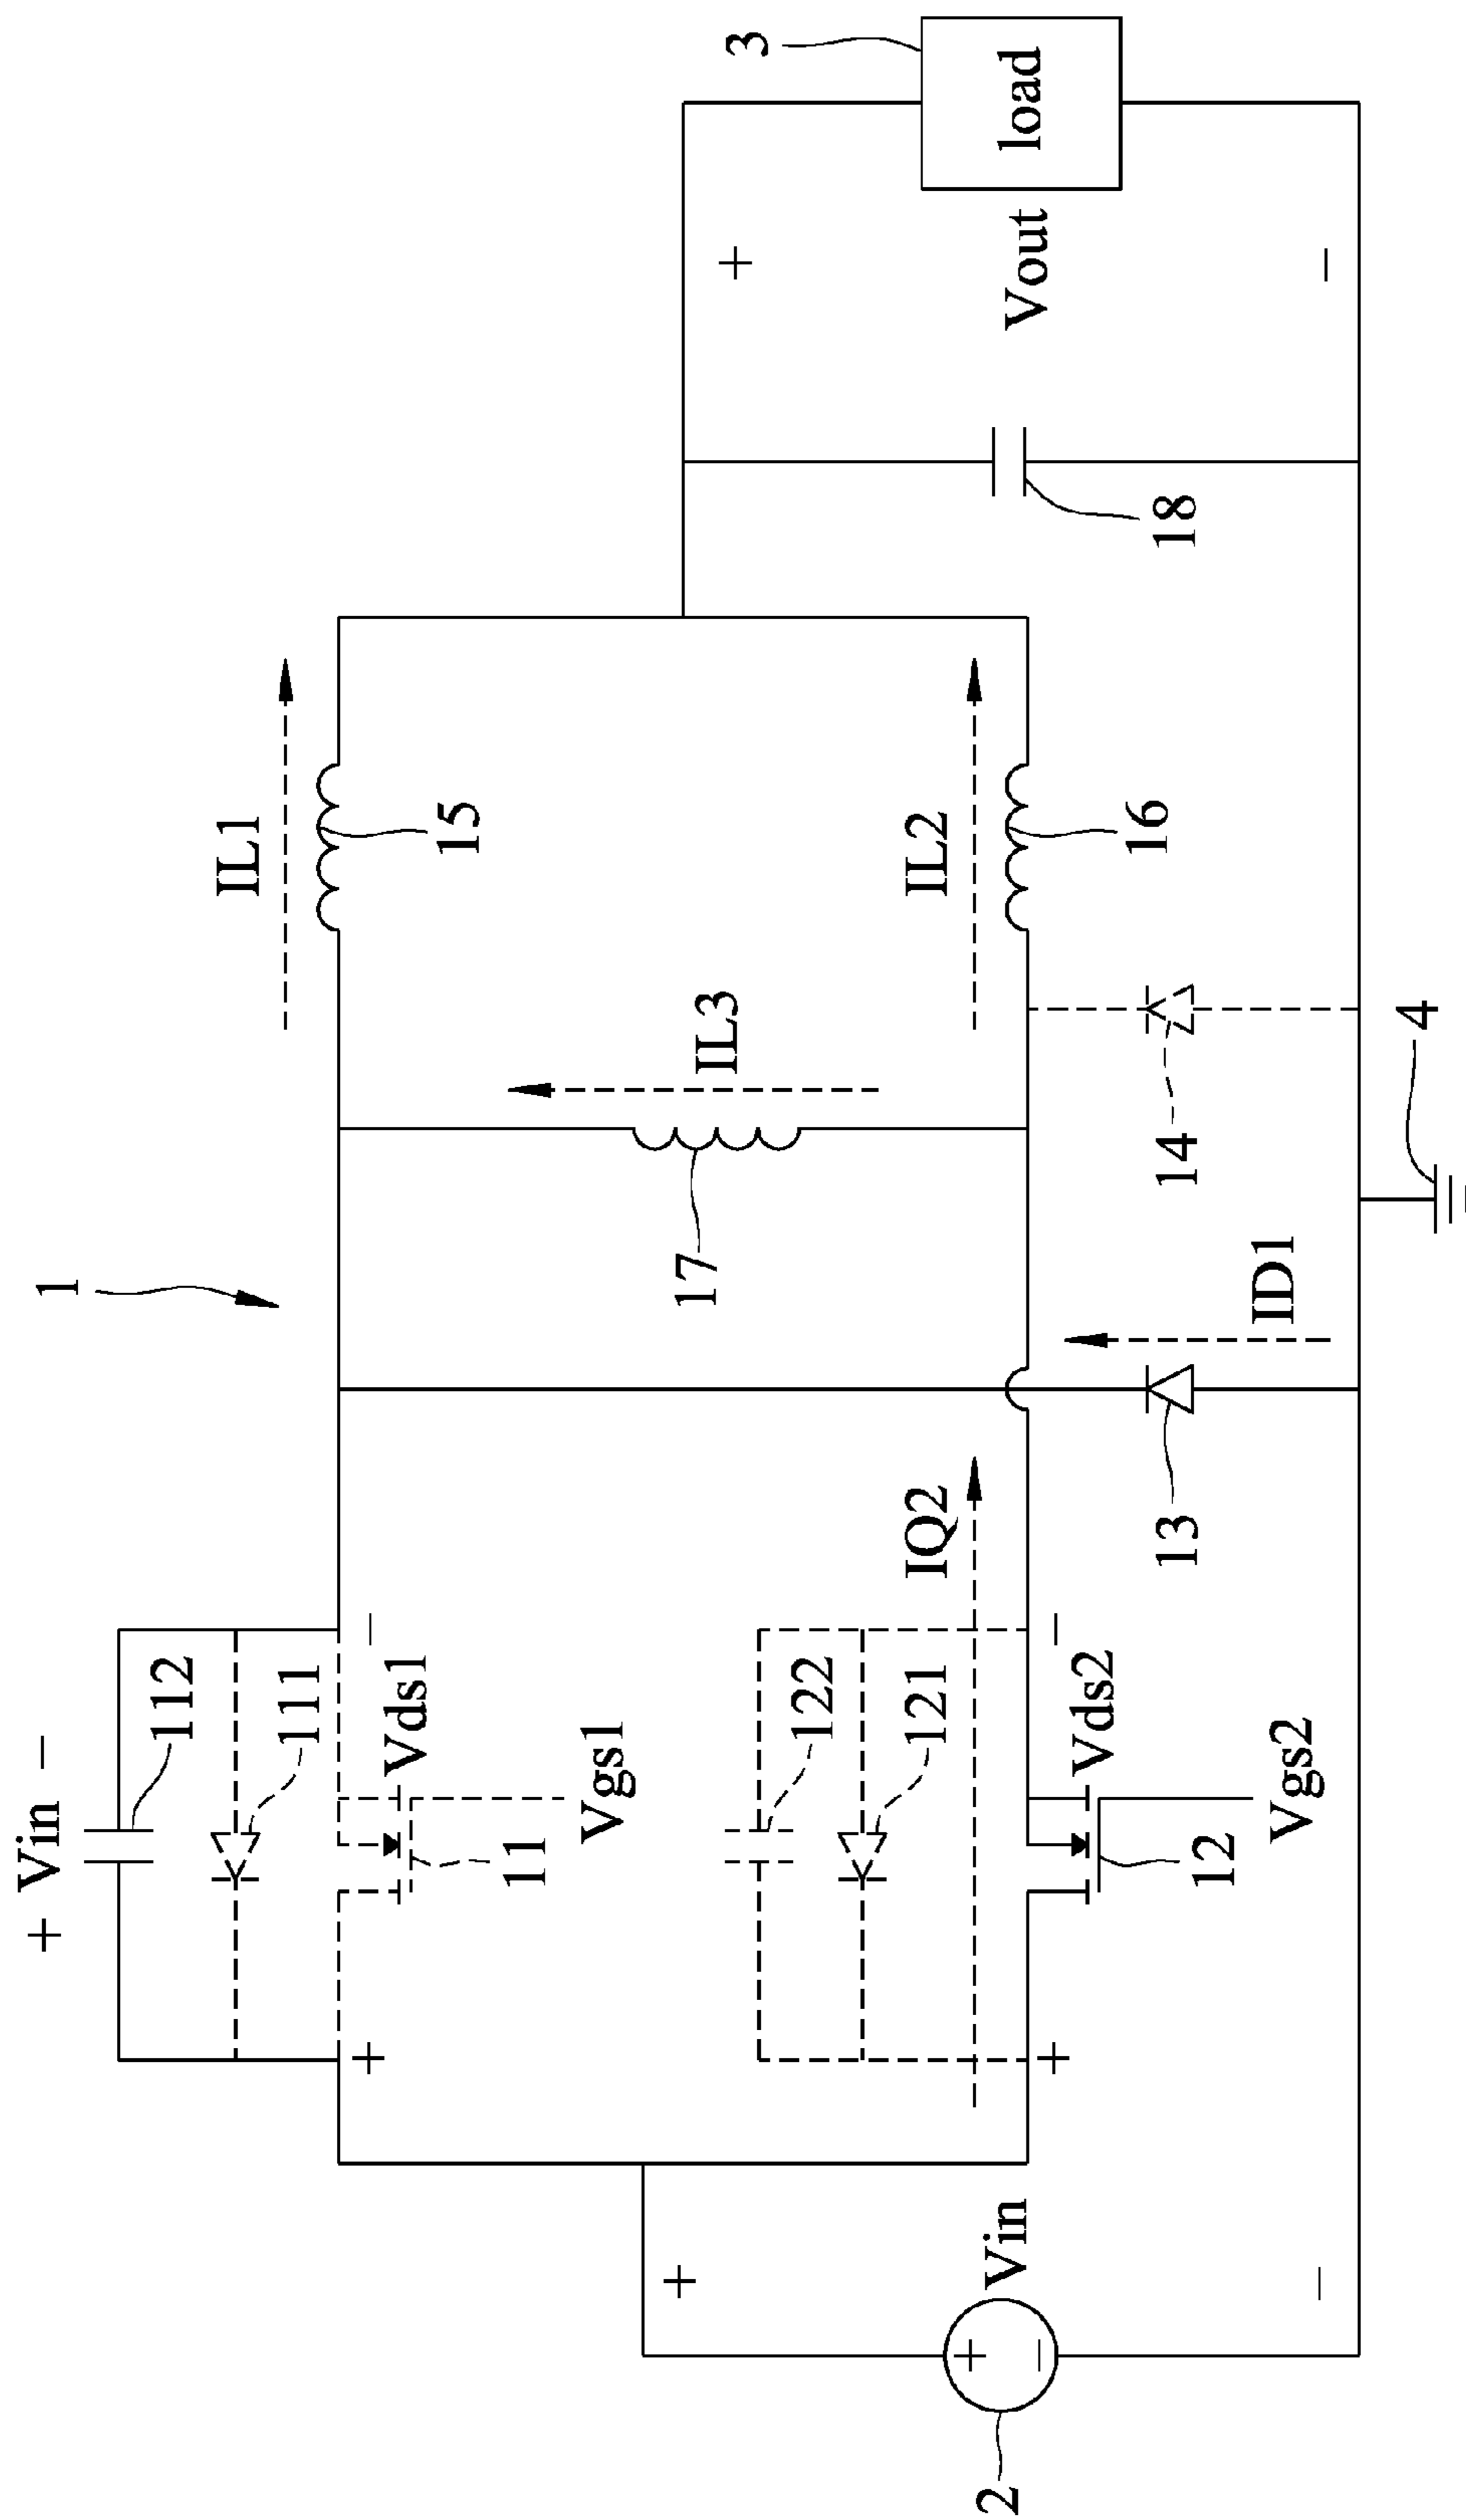 1
+ Vin −
112
111
+ Vds1 −
11
Vgs1
IL1
15
IL3
17
122
121
IQ2
IL2
16
+ Vds2 −
12
Vgs2
2
+
−
+
Vin
−
13
ID1
14
4
18
+
Vout
−
3
load